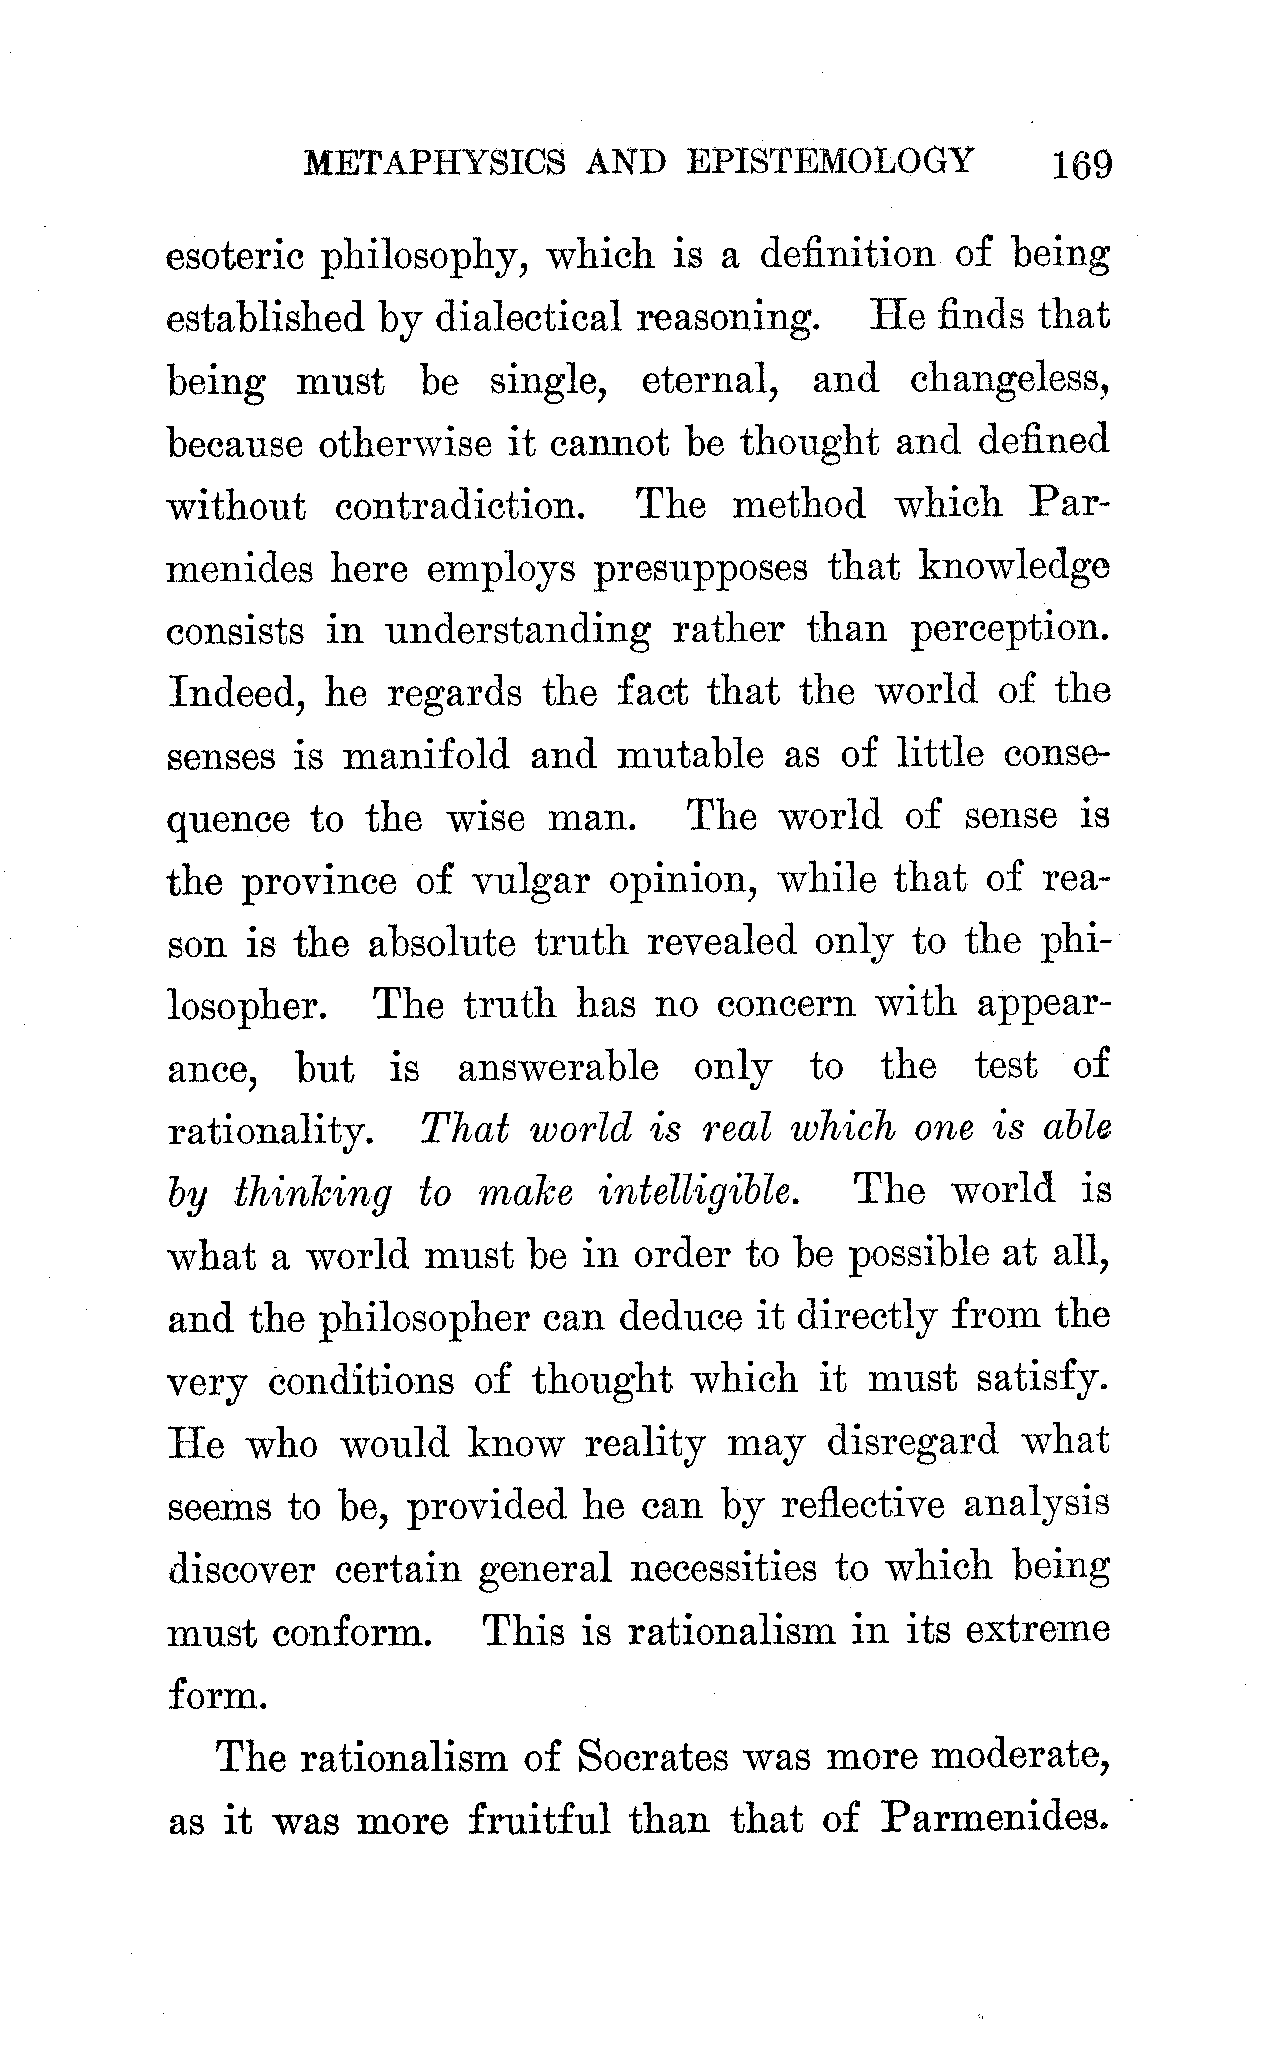 METAPHYSICS AND EPISTEMOLOGY 169
esoteric philosophy, which is a definition of being
established by dialectical reasoning. He finds that
being must be single, eternal, and changeless,
because otherwise it cannot be thought and defined
without contradiction. The method which Par-
menides here employs presupposes that knowledge
consists in understanding rather than perception.
Indeed, he regards the fact that the world of the
senses is manifold and mutable as of little conse-
quence to the wise man. The world of sense is
the province of vulgar opinion, while that of rea-
son is the absolute truth revealed only to the phi-
losopher. The truth has no concern with appear-
ance, but is answerable only to the test of
rationality. That world is real which one is able
by thinking to make intelligible. The world is
what a world must be in order to be possible at all,
and the philosopher can deduce it directly from the
very conditions of thought which it must satisfy.
He who would know reality may disregard what
seems to be, provided he can by reflective analysis
discover certain general necessities to which being
must conform. This is rationalism in its extreme
form.
The rationalism of Socrates was more moderate,
as it was more fruitful than that of Parmenides.